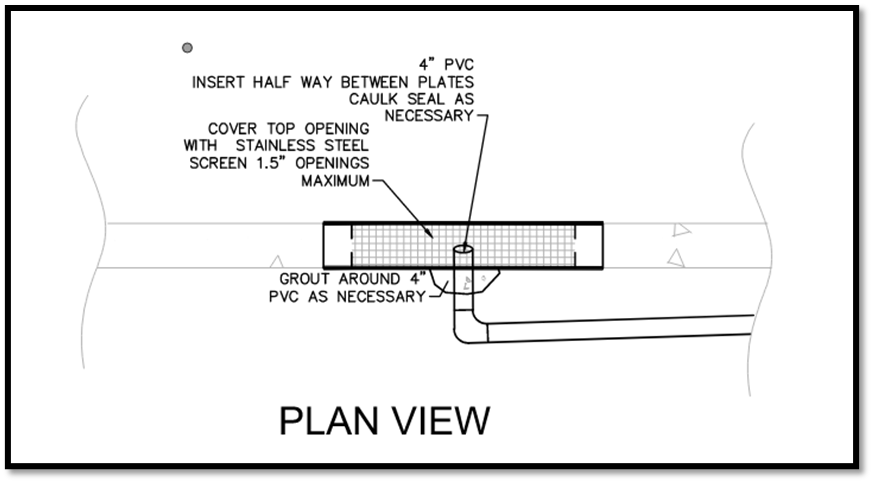 4" PVC
INSERT HALF WAY BETWEEN PLATES
CAULK SEAL AS
NECESSARY
COVER TOP OPENING
WITH STAINLESS STEEL
SCREEN 1.5" OPENINGS
MAXIMUM
GROUT AROUND 4"
PVC AS NECESSARY
PLAN VIEW